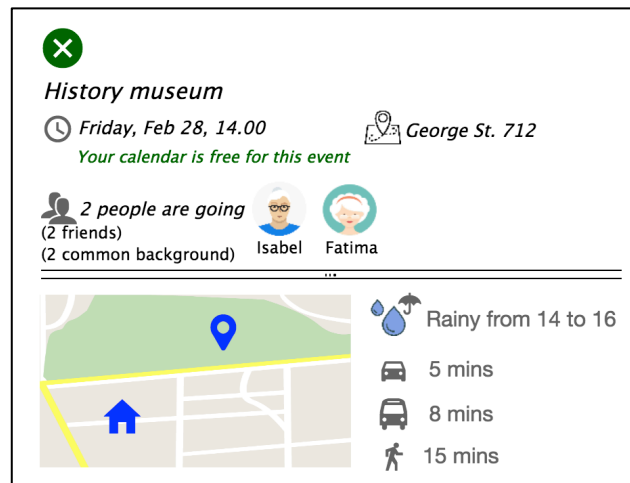 History museum
Friday, Feb 28, 14.00
George St. 712
Your calendar is free for this event
2 people are going
(2 friends)
(2 common background)
Isabel
Fatima
Rainy from 14 to 16
5 mins
8 mins
15 mins